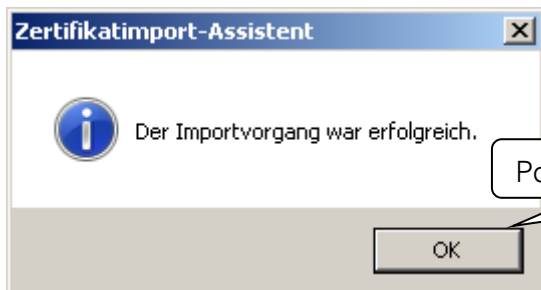 Zertifikatimport-Assistent
Der Importvorgang war erfolgreich.
OK